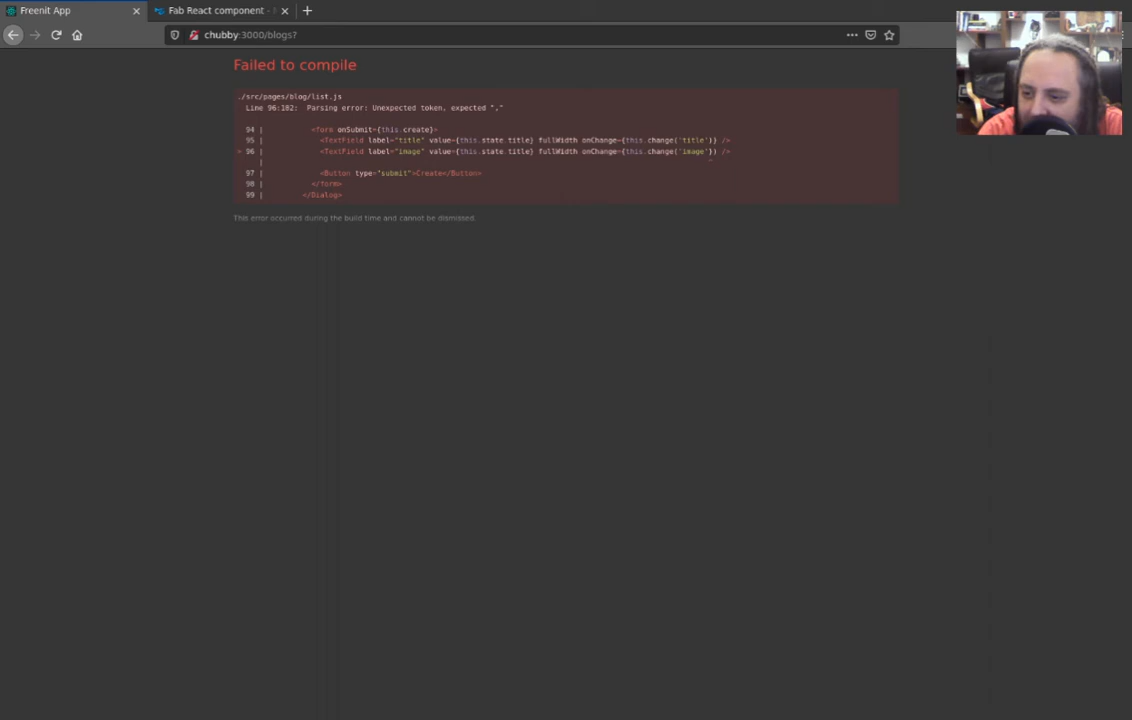 Freenit App
Fab React component -
chubby:3000/blogs?
Failed to compile
./src/pages/blog/list.js
Line 96:102: Parsing error: Unexpected token, expected ","
94 | <form onSubmit={this.create}>
95 | <TextField label="title" value={this.state.title} fullWidth onChange={this.change('title')} />
> 96 | <TextField label="image" value={this.state.title} fullWidth onChange={this.change('image'}) />
| ^
97 | <Button type="submit">Create</Button>
98 | </form>
99 | </Dialog>
This error occurred during the build time and cannot be dismissed.